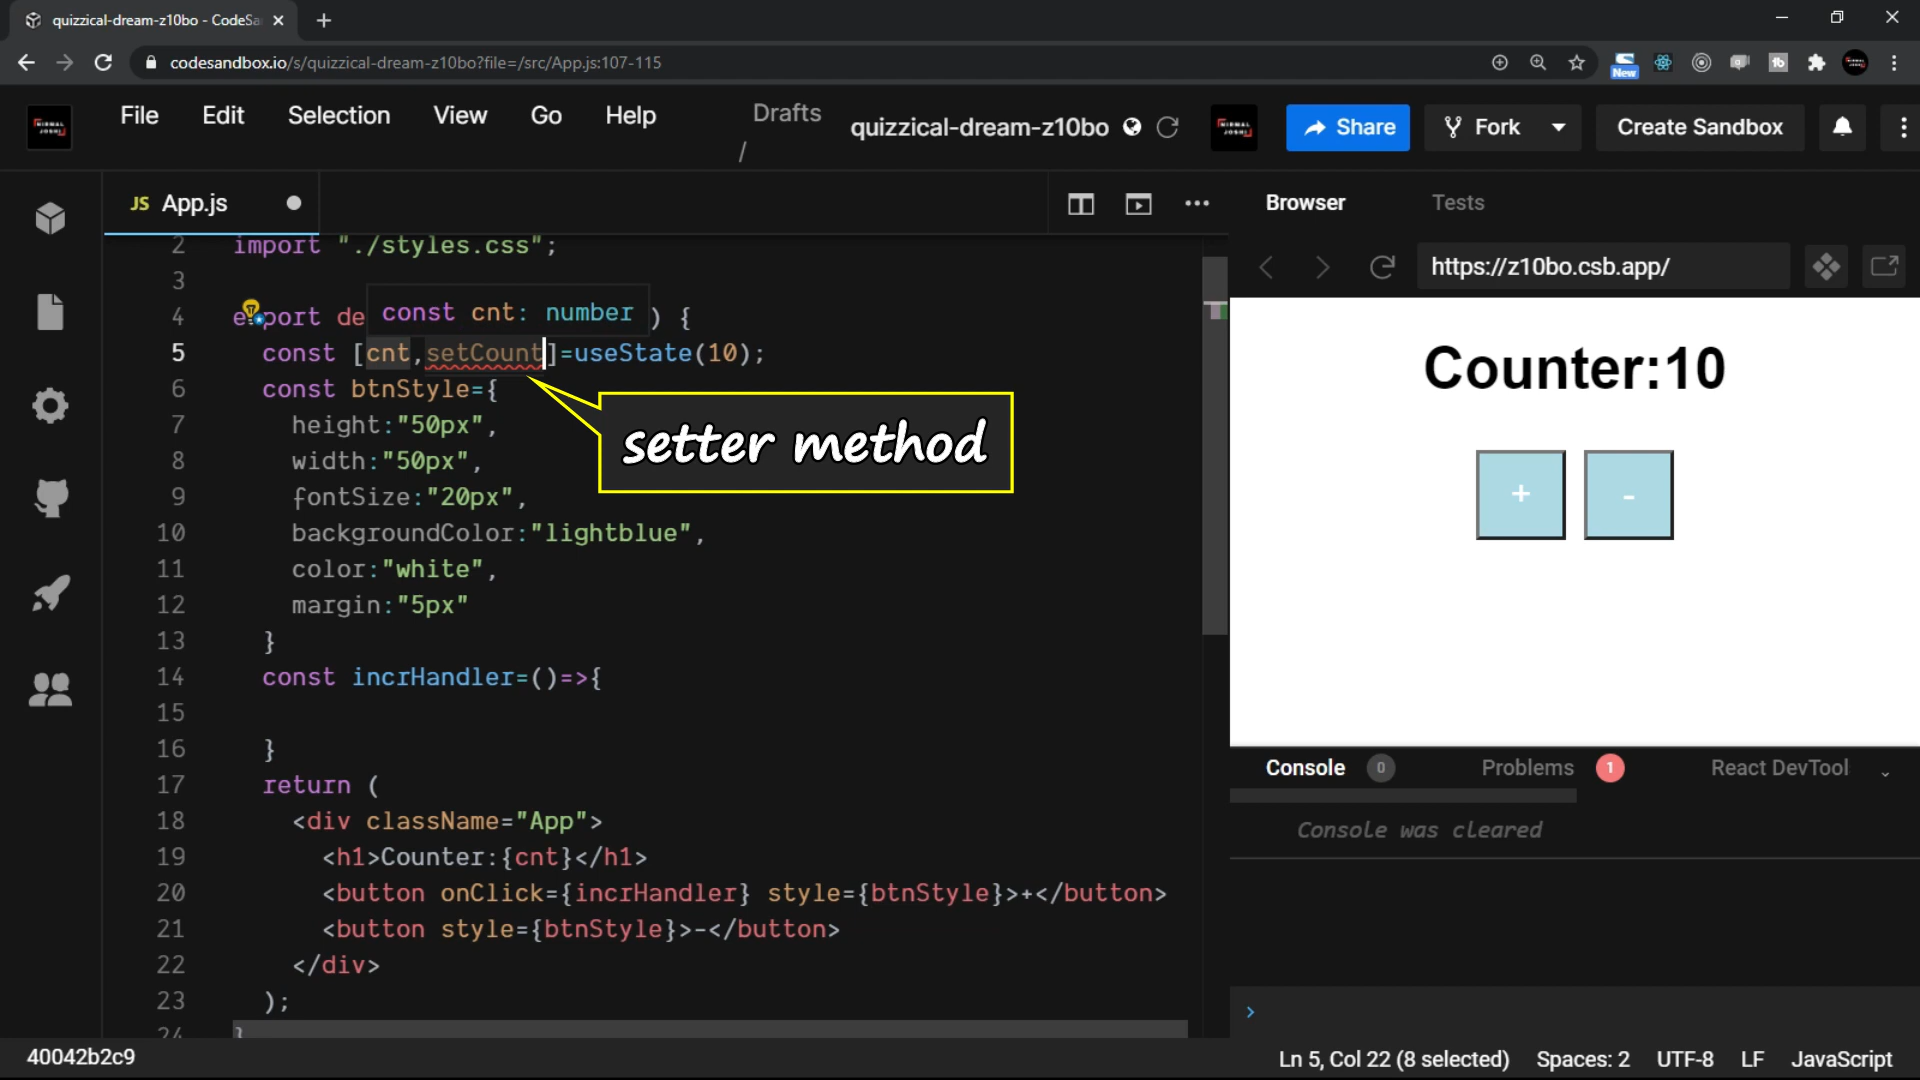 quizzical-dream-z10bo - CodeSa
codesandbox.io/s/quizzical-dream-z10bo?file=/src/App.js:107-115
New
NIRMAL
JOSHI
File Edit Selection View Go Help
Drafts
/
quizzical-dream-z10bo
NIRMAL
JOSHI
Share
Fork
Create Sandbox
JS App.js
2 import "./styles.css";
3
const cnt: number
4 export de ) {
5 const [cnt,setCount]=useState(10);
6 const btnStyle={
7 height:"50px",
8 width:"50px",
9 fontSize:"20px",
10 backgroundColor:"lightblue",
11 color:"white",
12 margin:"5px"
13 }
14 const incrHandler=()=>{
15
16 }
17 return (
18 <div className="App">
19 <h1>Counter:{cnt}</h1>
20 <button onClick={incrHandler} style={btnStyle}>+</button>
21 <button style={btnStyle}>-</button>
22 </div>
23 );
24 }
setter method
Browser Tests
https://z10bo.csb.app/
Counter:10
+ -
Console 0 Problems 1 React DevTool
Console was cleared
40042b2c9
Ln 5, Col 22 (8 selected) Spaces: 2 UTF-8 LF JavaScript